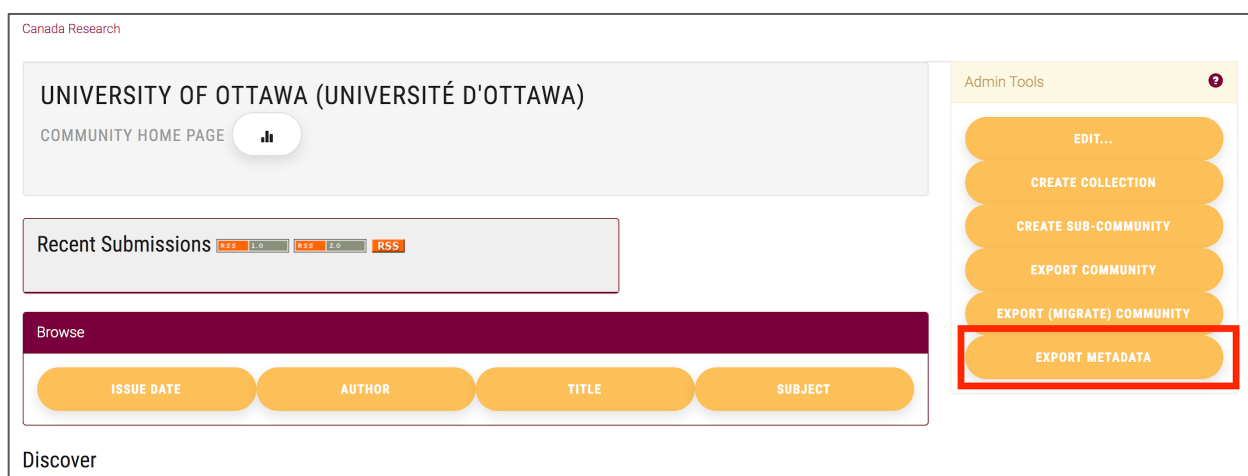 Canada Research
UNIVERSITY OF OTTAWA (UNIVERSITÉ D'OTTAWA)
COMMUNITY HOME PAGE
Recent Submissions RSS 1.0 RSS 2.0 RSS
Browse
ISSUE DATE AUTHOR TITLE SUBJECT
Discover
Admin Tools ?
EDIT...
CREATE COLLECTION
CREATE SUB-COMMUNITY
EXPORT COMMUNITY
EXPORT (MIGRATE) COMMUNITY
EXPORT METADATA